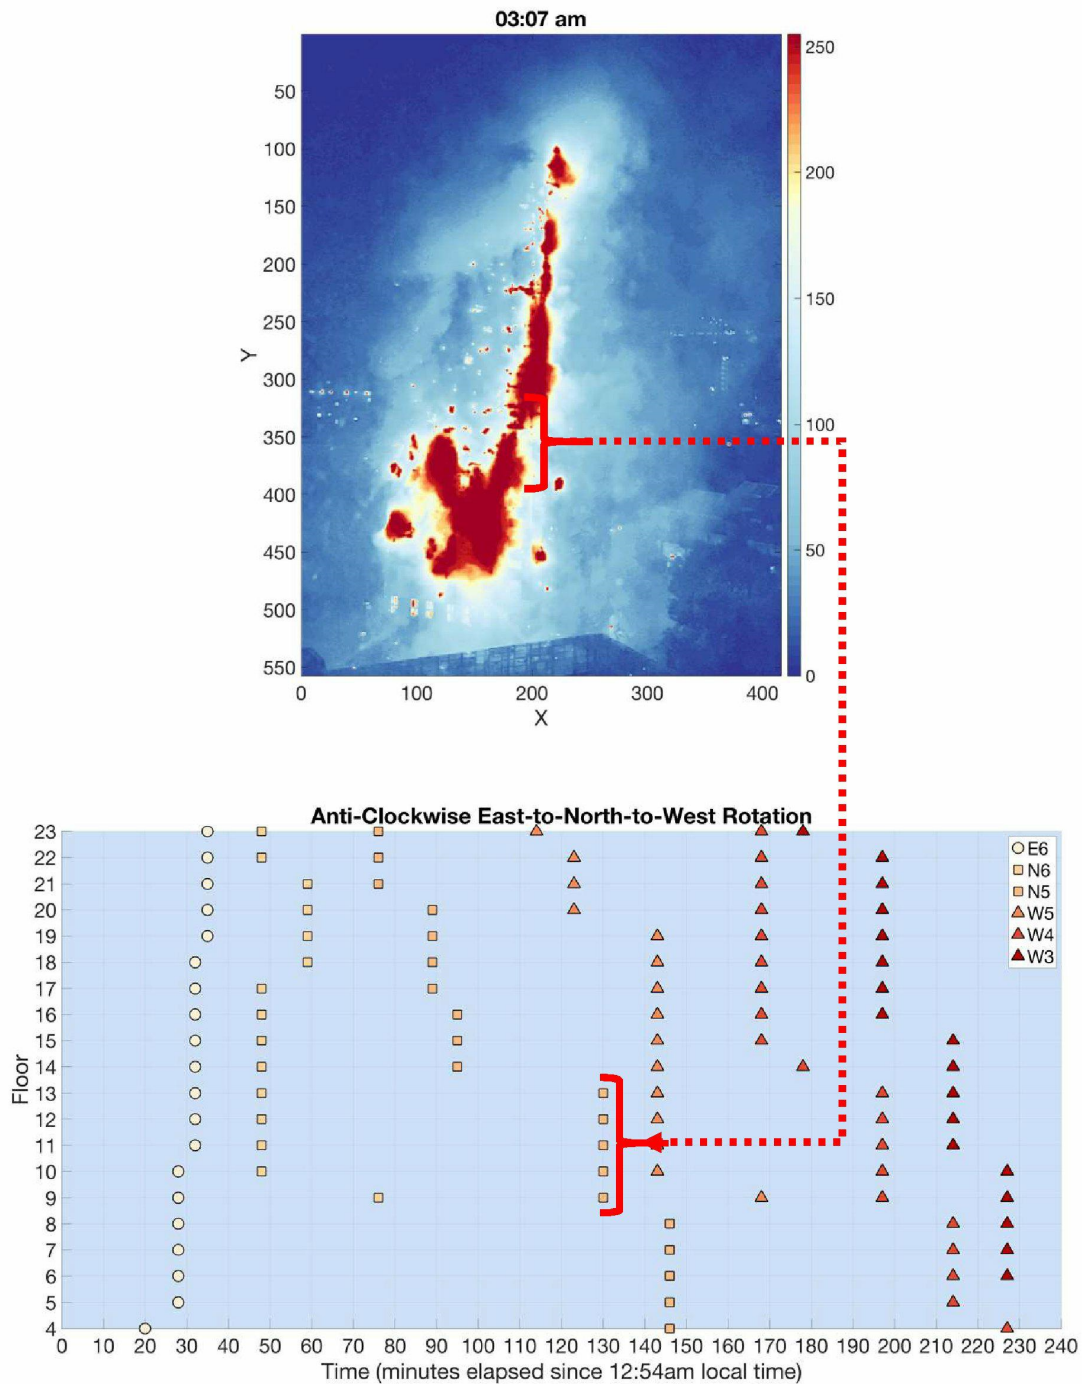 03:07 am
50
100
150
200
250
300
350
400
450
500
550
Y
0 100 200 300 400
X
250
200
150
100
50
0
Anti-Clockwise East-to-North-to-West Rotation
23
22
21
20
19
18
17
16
15
14
13
12
11
10
9
8
7
6
5
4
Floor
E6
N6
N5
W5
W4
W3
0 10 20 30 40 50 60 70 80 90 100 110 120 130 140 150 160 170 180 190 200 210 220 230 240
Time (minutes elapsed since 12:54am local time)